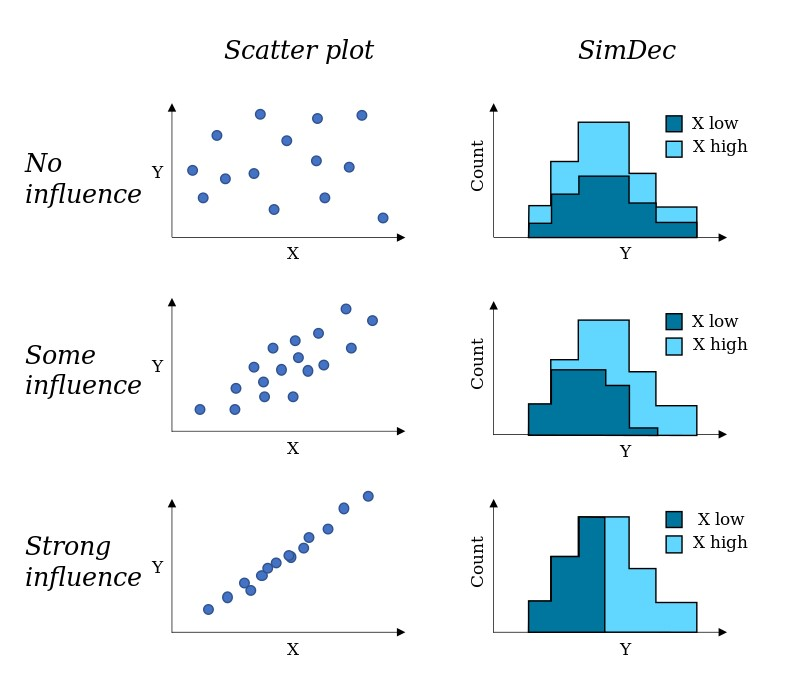 Scatter plot
SimDec
No
influence
Y
X
Count
Y
X low
X high
Some
influence
Y
X
Count
Y
X low
X high
Strong
influence
Y
X
Count
Y
X low
X high